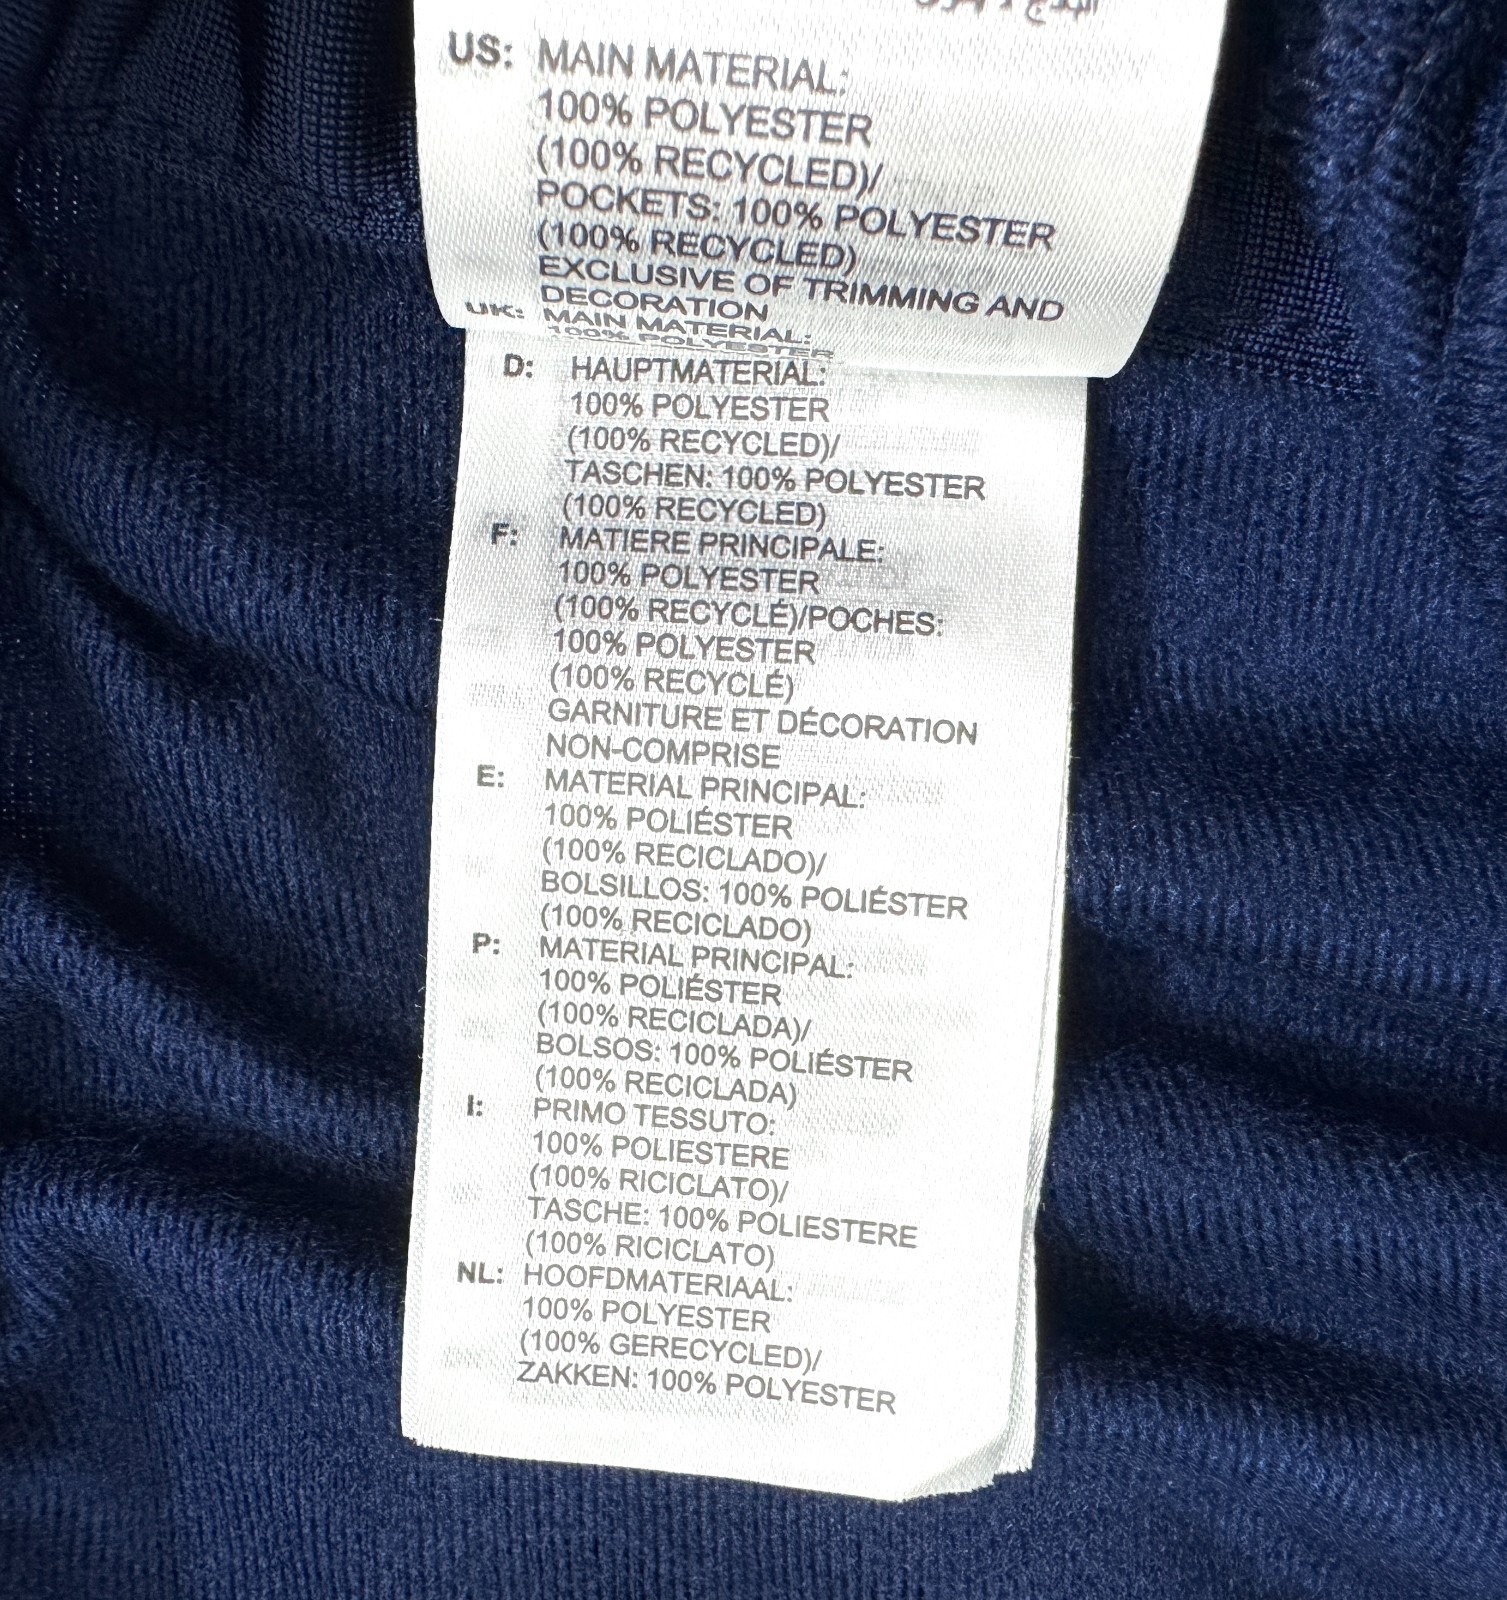 US: MAIN MATERIAL:
100% POLYESTER
(100% RECYCLED)/
POCKETS: 100% POLYESTER
(100% RECYCLED)
EXCLUSIVE OF TRIMMING AND
DECORATION
UK: MAIN MATERIAL:
100% POLYESTER
D: HAUPTMATERIAL:
100% POLYESTER
(100% RECYCLED)/
TASCHEN: 100% POLYESTER
(100% RECYCLED)
F: MATIERE PRINCIPALE:
100% POLYESTER
(100% RECYCLÉ)/POCHES:
100% POLYESTER
(100% RECYCLÉ)
GARNITURE ET DÉCORATION
NON-COMPRISE
E: MATERIAL PRINCIPAL:
100% POLIÉSTER
(100% RECICLADO)/
BOLSILLOS: 100% POLIÉSTER
(100% RECICLADO)
P: MATERIAL PRINCIPAL:
100% POLIÉSTER
(100% RECICLADA)/
BOLSOS: 100% POLIÉSTER
(100% RECICLADA)
I: PRIMO TESSUTO:
100% POLIESTERE
(100% RICICLATO)/
TASCHE: 100% POLIESTERE
(100% RICICLATO)
NL: HOOFDMATERIAAL:
100% POLYESTER
(100% GERECYCLED)/
ZAKKEN: 100% POLYESTER